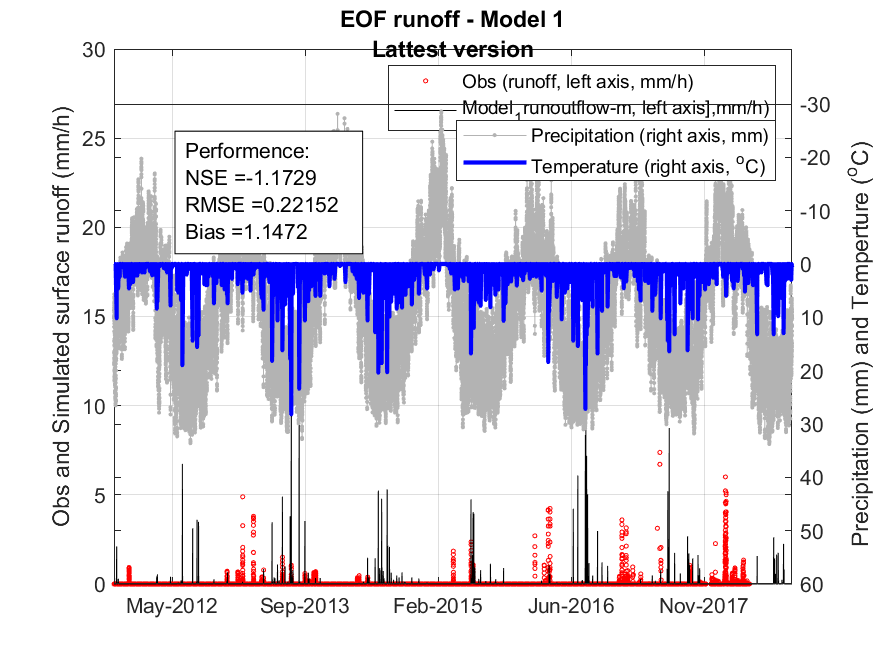 EOF runoff - Model 1
Lattest version
30
25
20
15
10
5
0
Obs and Simulated surface runoff (mm/h)
Obs (runoff, left axis, mm/h)
Model1runoutflow-m, left axis],mm/h)
Precipitation (right axis, mm)
Temperature (right axis, °C)
Performence:
NSE =-1.1729
RMSE =0.22152
Bias =1.1472
-30
-20
-10
0
10
20
30
40
50
60
Precipitation (mm) and Temperture (°C)
May-2012
Sep-2013
Feb-2015
Jun-2016
Nov-2017